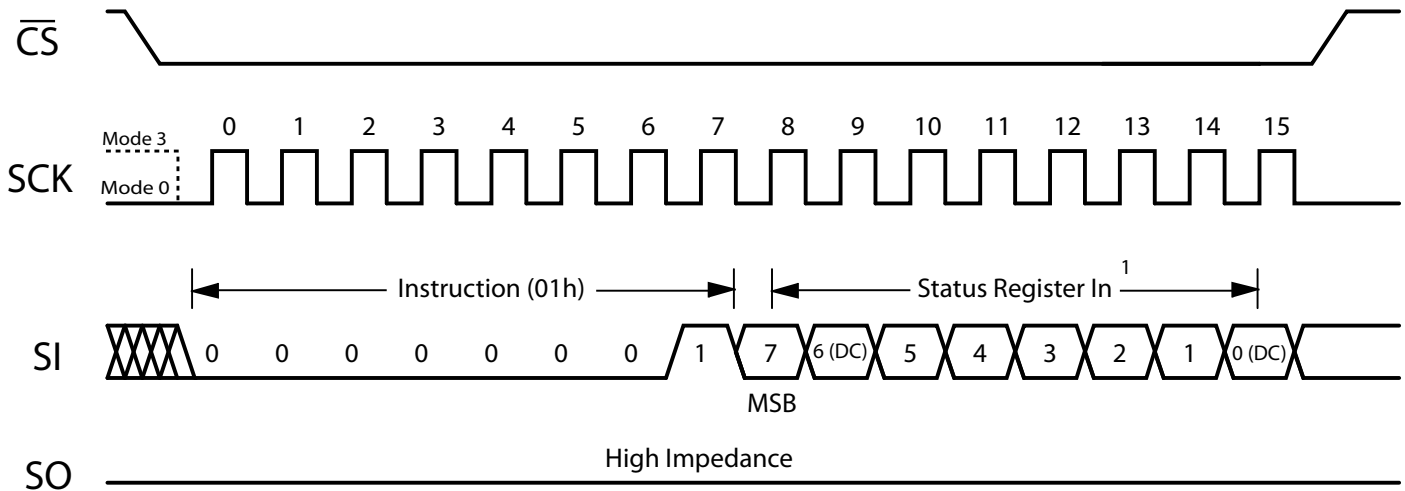 CS
0 1 2 3 4 5 6 7 8 9 10 11 12 13 14 15
Mode 3
SCK
Mode 0
Instruction (01h)
Status Register In 1
SI
0 0 0 0 0 0 0 1 7 6 (DC) 5 4 3 2 1 0 (DC)
MSB
High Impedance
SO